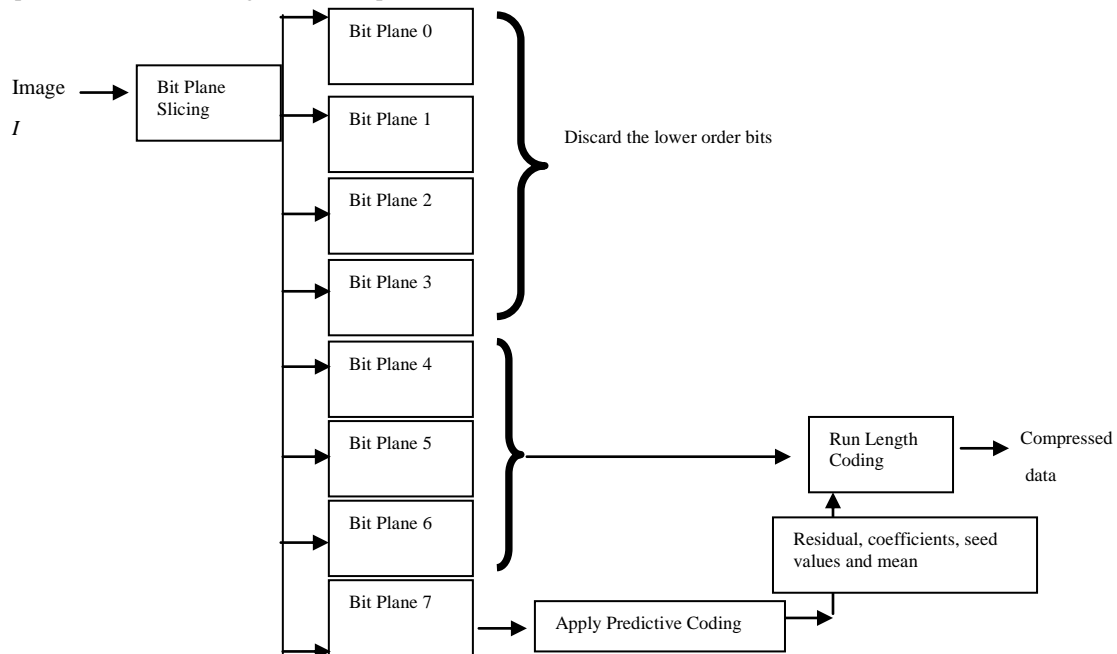 Image
I
Bit Plane
Slicing
Bit Plane 0
Bit Plane 1
Bit Plane 2
Bit Plane 3
Discard the lower order bits
Bit Plane 4
Bit Plane 5
Bit Plane 6
Bit Plane 7
Apply Predictive Coding
Residual, coefficients, seed
values and mean
Run Length
Coding
Compressed
data